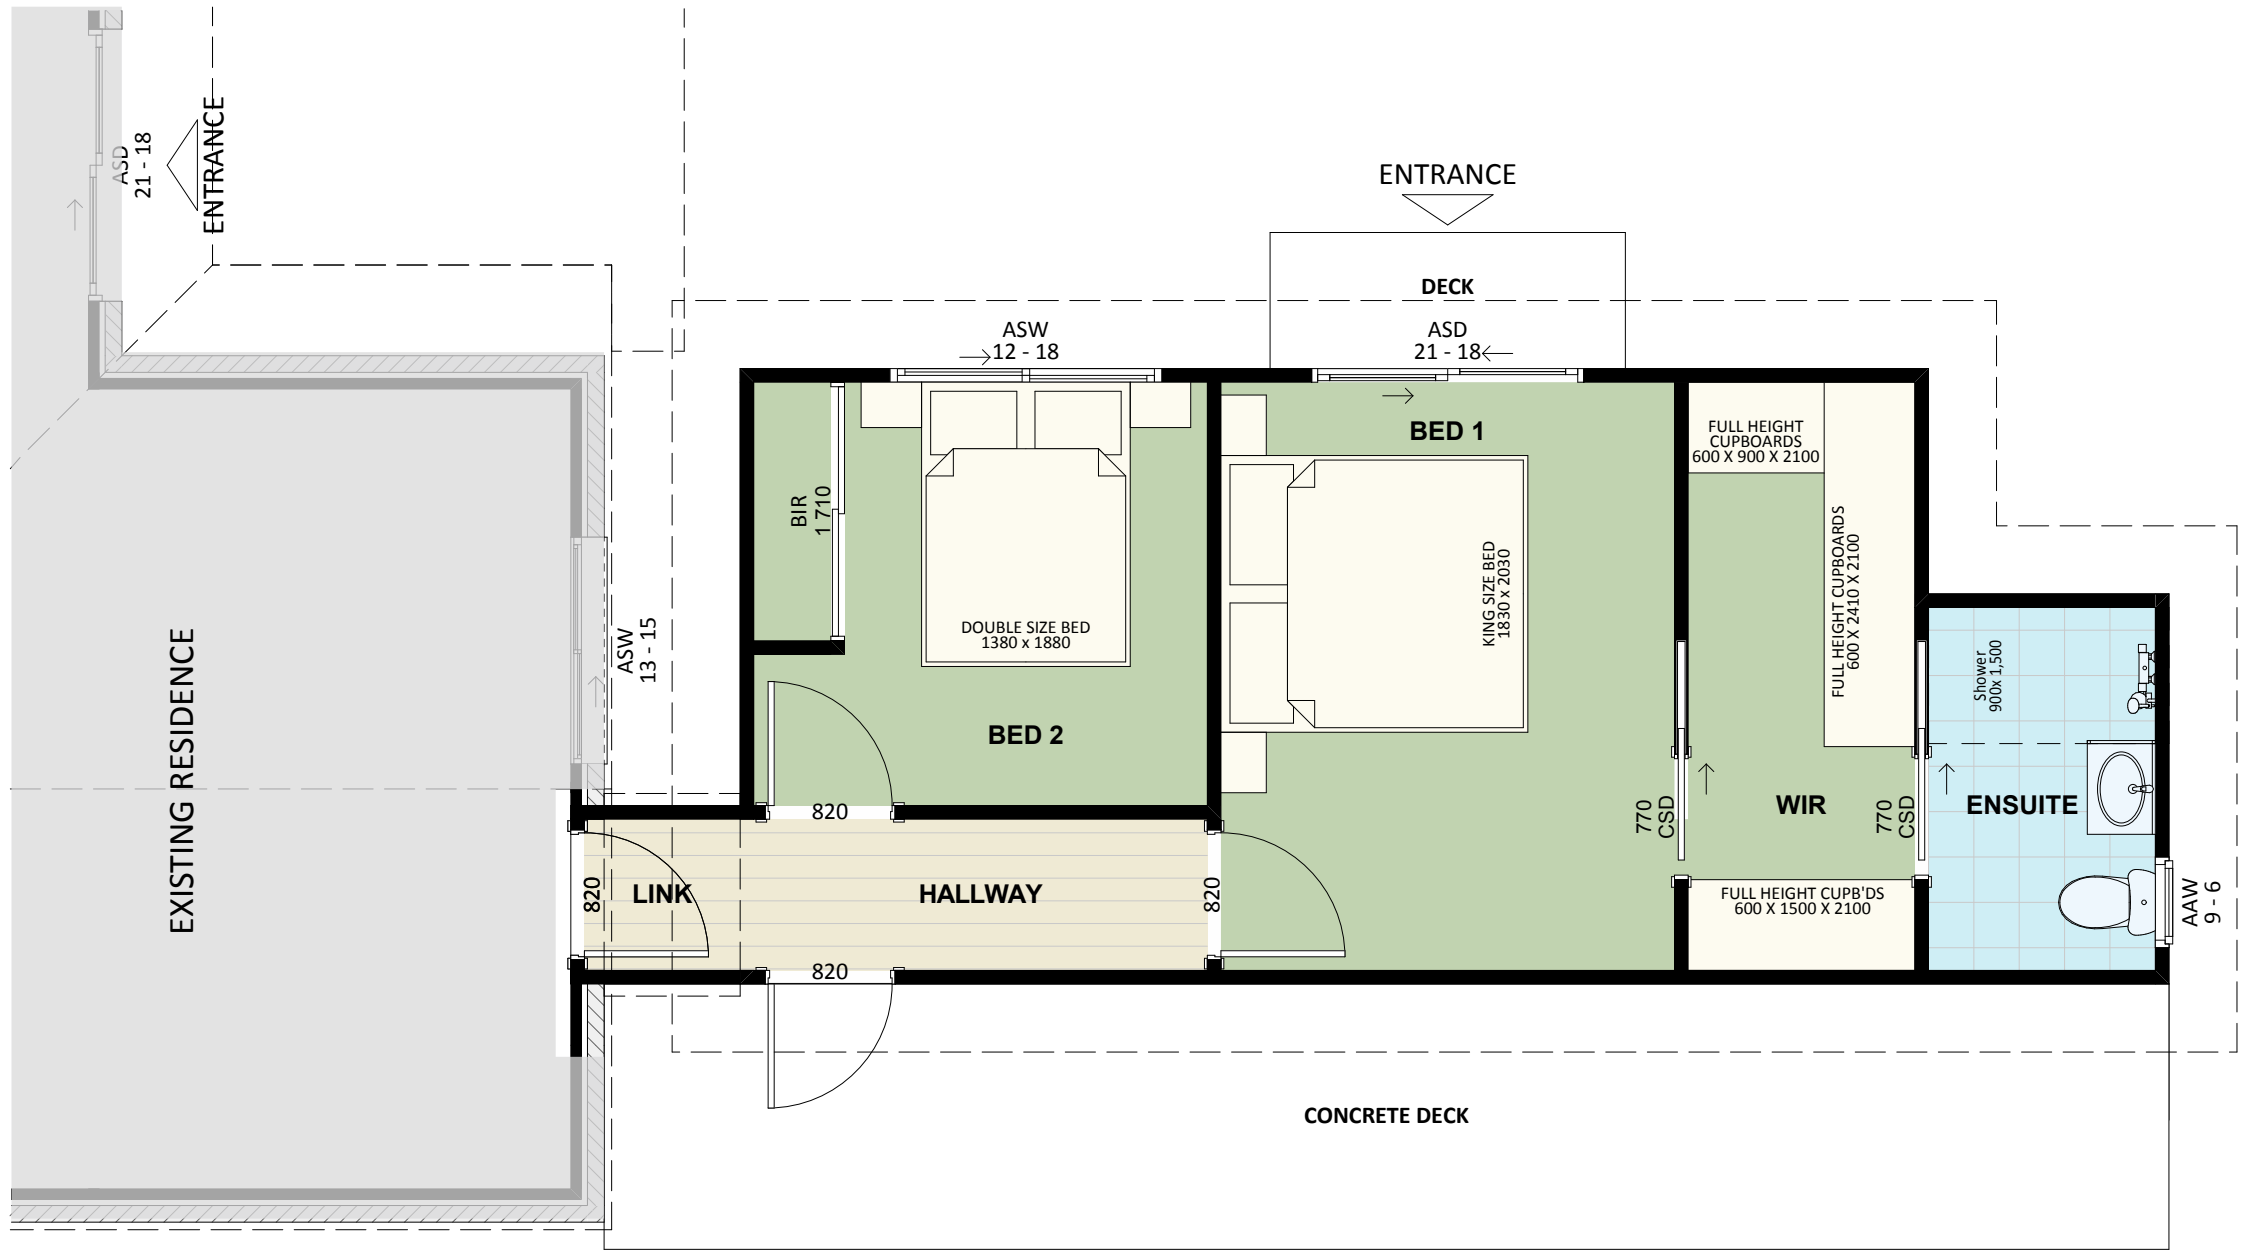 ASD
21 - 18
ENTRANCE
ENTRANCE
DECK
ASW
12 - 18
ASD
21 - 18
BED 1
FULL HEIGHT
CUPBOARDS
600 X 900 X 2100
BIR
1 710
KING SIZE BED
1830 x 2030
FULL HEIGHT CUPBOARDS
600 X 2410 X 2100
DOUBLE SIZE BED
1380 x 1880
ASW
13 - 15
Shower
900x 1,500
EXISTING RESIDENCE
BED 2
820
770
CSD
WIR
770
CSD
ENSUITE
820
LINK
HALLWAY
820
FULL HEIGHT CUPB'DS
600 X 1500 X 2100
AAW
9 - 6
820
CONCRETE DECK